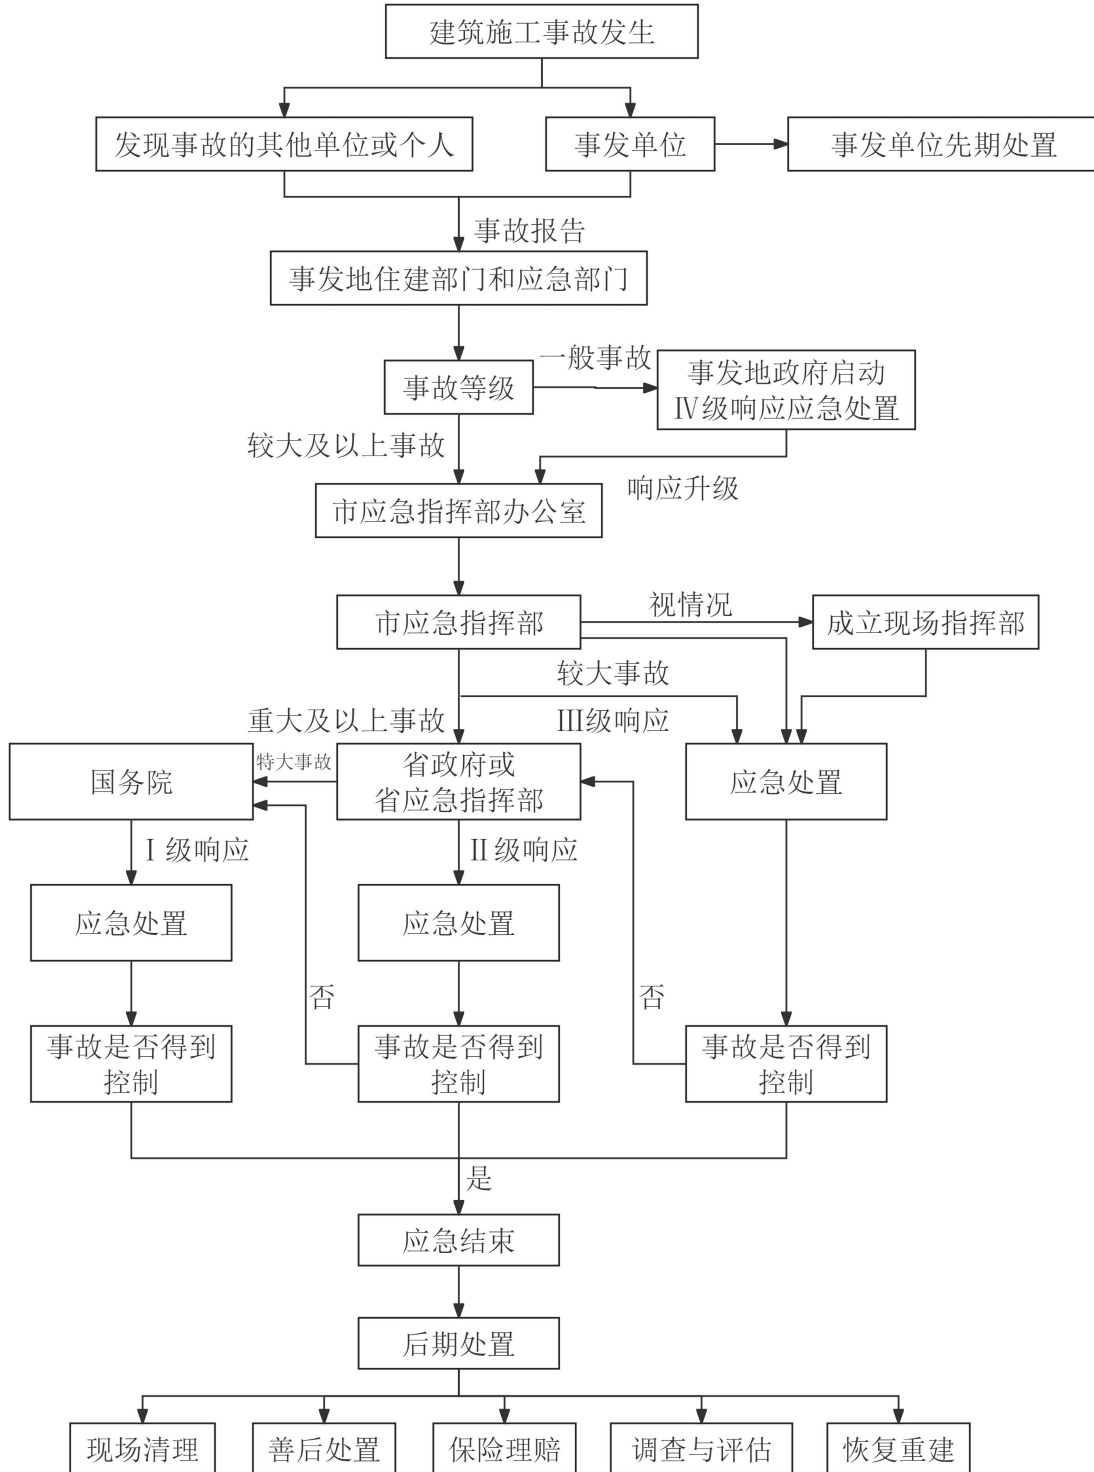 建筑施工事故发生
发现事故的其他单位或个人
事发单位
事发单位先期处置
事故报告
事发地住建部门和应急部门
事故等级
一般事故
事发地政府启动
Ⅳ级响应应急处置
较大及以上事故
响应升级
市应急指挥部办公室
市应急指挥部
视情况
成立现场指挥部
较大事故
重大及以上事故
Ⅲ级响应
国务院
特大事故
省政府或
省应急指挥部
应急处置
Ⅰ级响应
Ⅱ级响应
应急处置
应急处置
否
否
事故是否得到
控制
事故是否得到
控制
事故是否得到
控制
是
应急结束
后期处置
现场清理
善后处置
保险理赔
调查与评估
恢复重建